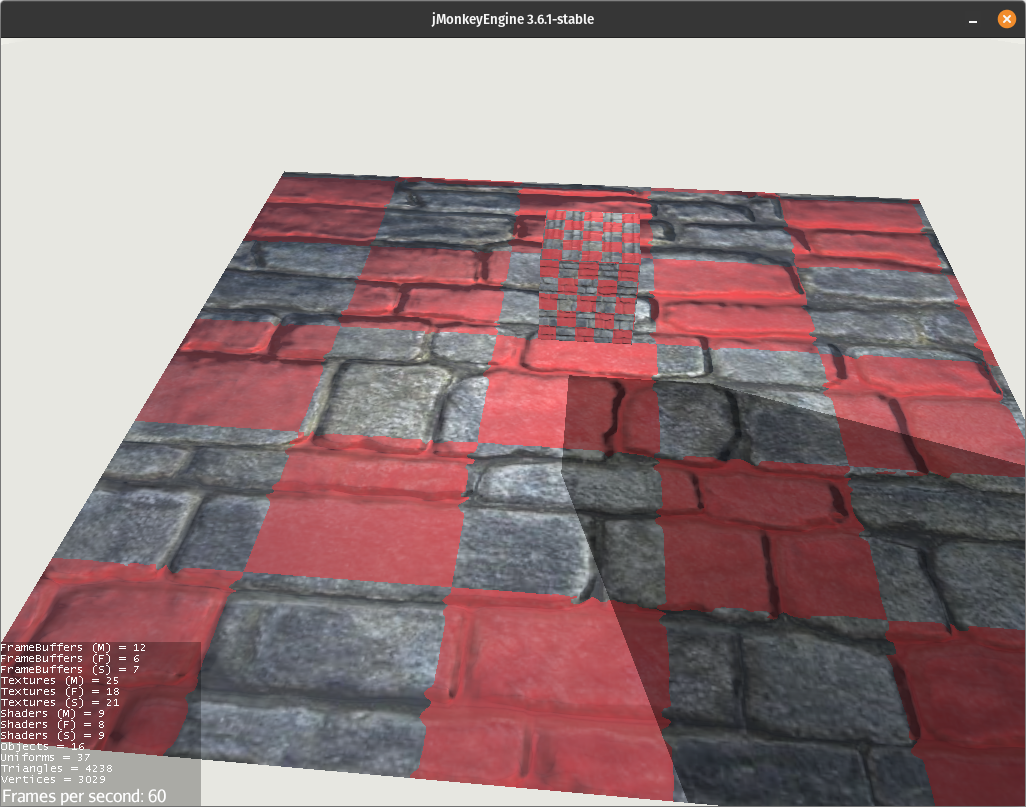 jMonkeyEngine 3.6.1-stable
FrameBuffers (M) = 12
FrameBuffers (F) = 6
FrameBuffers (S) = 7
Textures (M) = 25
Textures (F) = 18
Textures (S) = 21
Shaders (M) = 9
Shaders (F) = 8
Shaders (S) = 9
Objects = 16
Uniforms = 37
Triangles = 4238
Vertices = 3029
Frames per second: 60